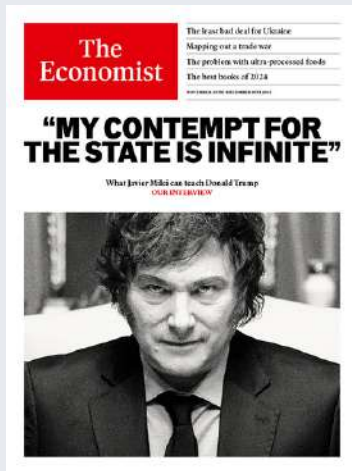 The
Economist
The least bad deal for Ukraine
Mapping out a trade war
The problem with ultra-processed foods
The best books of 2024
“MY CONTEMPT FOR
THE STATE IS INFINITE”
What Javier Milei can teach Donald Trump
OUR INTERVIEW